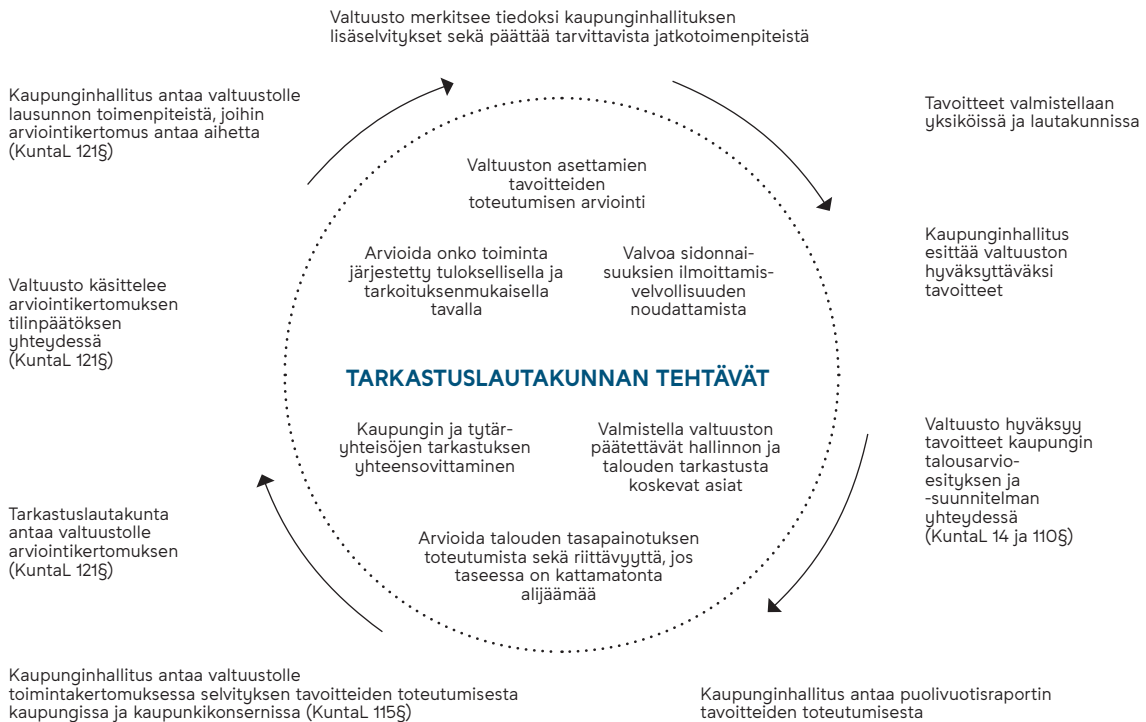 Valtuusto merkitsee tiedoksi kaupunginhallituksen
lisäselvitykset sekä päättää tarvittavista jatkotoimenpiteistä
Tavoitteet valmistellaan
yksiköissä ja lautakunnissa
Kaupunginhallitus
esittää valtuuston
hyväksyttäväksi
tavoitteet
Valtuusto hyväksyy
tavoitteet kaupungin
talousarvio-
esityksen ja
-suunnitelman
yhteydessä
(KuntaL 14 ja 110§)
Kaupunginhallitus antaa puolivuotisraportin
tavoitteiden toteutumisesta
Kaupunginhallitus antaa valtuustolle
toimintakertomuksessa selvityksen tavoitteiden toteutumisesta
kaupungissa ja kaupunkikonsernissa (KuntaL 115§)
Tarkastuslautakunta
antaa valtuustolle
arviointikertomuksen
(KuntaL 121§)
Valtuusto käsittelee
arviointikertomuksen
tilinpäätöksen
yhteydessä
(KuntaL 121§)
Kaupunginhallitus antaa valtuustolle
lausunnon toimenpiteistä, joihin
arviointikertomus antaa aihetta
(KuntaL 121§)
Valtuuston asettamien
tavoitteiden
toteutumisen arviointi
Arvioida onko toiminta
järjestetty tuloksellisella ja
tarkoituksenmukaisella
tavalla
Valvoa sidonnai-
suuksien ilmoittamis-
velvollisuuden
noudattamista
TARKASTUSLAUTAKUNNAN TEHTÄVÄT
Kaupungin ja tytär-
yhteisöjen tarkastuksen
yhteensovittaminen
Valmistella valtuuston
päätettävät hallinnon ja
talouden tarkastusta
koskevat asiat
Arvioida talouden tasapainotuksen
toteutumista sekä riittävyyttä, jos
taseessa on kattamatonta
alijäämää